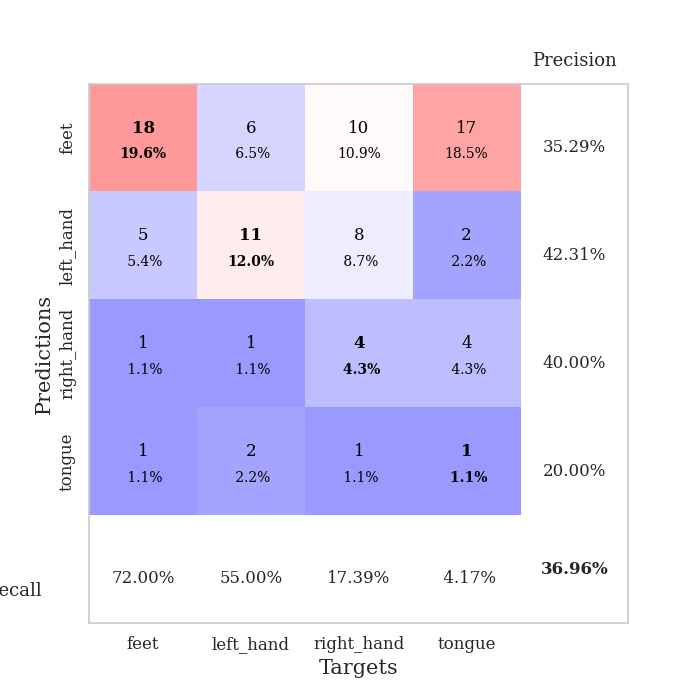 Precision
feet
18 6 10 17
19.6% 6.5% 10.9% 18.5%
35.29%
left_hand
5 11 8 2
5.4% 12.0% 8.7% 2.2%
42.31%
right_hand
1 1 4 4
1.1% 1.1% 4.3% 4.3%
40.00%
tongue
1 2 1 1
1.1% 2.2% 1.1% 1.1%
20.00%
Predictions
ecall
72.00% 55.00% 17.39% 4.17% 36.96%
feet left_hand right_hand tongue
Targets